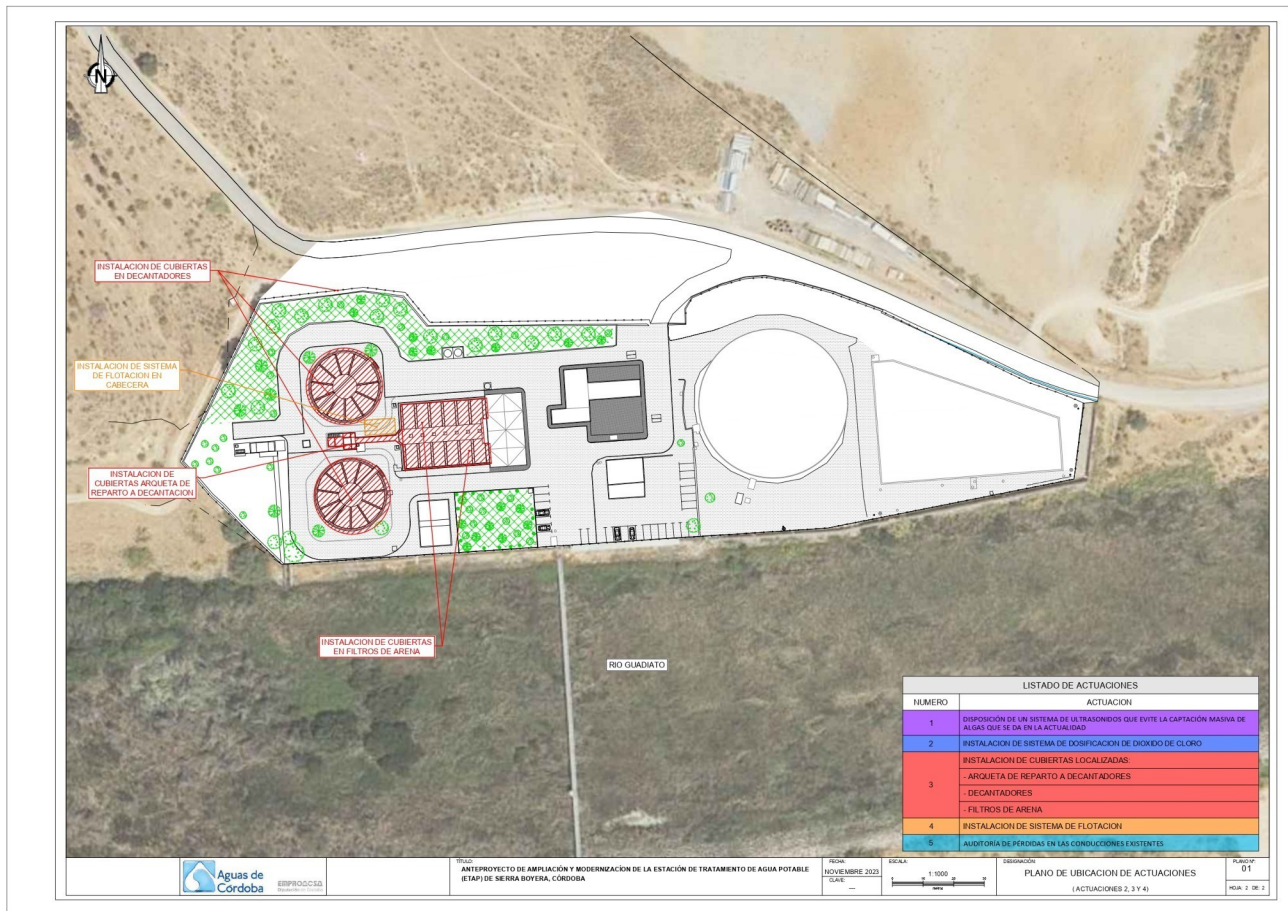 N
INSTALACION DE CUBIERTAS
EN DECANTADORES
INSTALACION DE SISTEMA
DE FLOTACION EN
CABECERA
INSTALACION DE
CUBIERTAS ARQUETA DE
REPARTO A DECANTACION
INSTALACION DE CUBIERTAS
EN FILTROS DE ARENA
RIO GUADIATO
LISTADO DE ACTUACIONES
NUMERO ACTUACION
1 DISPOSICIÓN DE UN SISTEMA DE ULTRASONIDOS QUE EVITE LA CAPTACIÓN MASIVA DE
ALGAS QUE SE DA EN LA ACTUALIDAD
2 INSTALACION DE SISTEMA DE DOSIFICACION DE DIOXIDO DE CLORO
3 INSTALACION DE CUBIERTAS LOCALIZADAS:
- ARQUETA DE REPARTO A DECANTADORES
- DECANTADORES
- FILTROS DE ARENA
4 INSTALACION DE SISTEMA DE FLOTACION
5 AUDITORÍA DE PÉRDIDAS EN LAS CONDUCCIONES EXISTENTES
Aguas de
Córdoba
EMPROACSA
TÍTULO:
ANTEPROYECTO DE AMPLIACIÓN Y MODERNIZACÍON DE LA ESTACIÓN DE TRATAMIENTO DE AGUA POTABLE
(ETAP) DE SIERRA BOYERA, CÓRDOBA
FECHA:
NOVIEMBRE 2023
CLAVE:
---
ESCALA:
1:1000
DESIGNACIÓN:
PLANO DE UBICACION DE ACTUACIONES
( ACTUACIONES 2, 3 Y 4)
PLANO Nº:
01
HOJA: 2 DE: 2